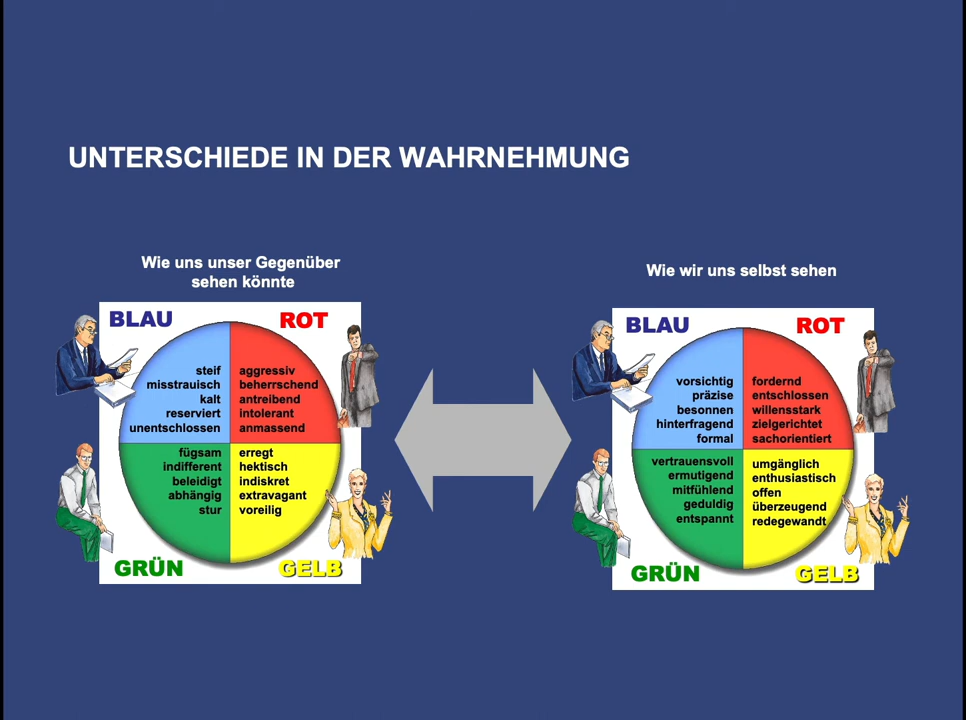 UNTERSCHIEDE IN DER WAHRNEHMUNG
Wie uns unser Gegenüber
sehen könnte
BLAU
ROT
steif
misstrauisch
kalt
reserviert
unentschlossen
aggressiv
beherrschend
antreibend
intolerant
anmassend
fügsam
indifferent
beleidigt
abhängig
stur
erregt
hektisch
indiskret
extravagant
voreilig
GRÜN
GELB
Wie wir uns selbst sehen
BLAU
ROT
vorsichtig
präzise
besonnen
hinterfragend
formal
fordernd
entschlossen
willensstark
zielgerichtet
sachorientiert
vertrauensvoll
ermutigend
mitfühlend
geduldig
entspannt
umgänglich
enthusiastisch
offen
überzeugend
redegewandt
GRÜN
GELB